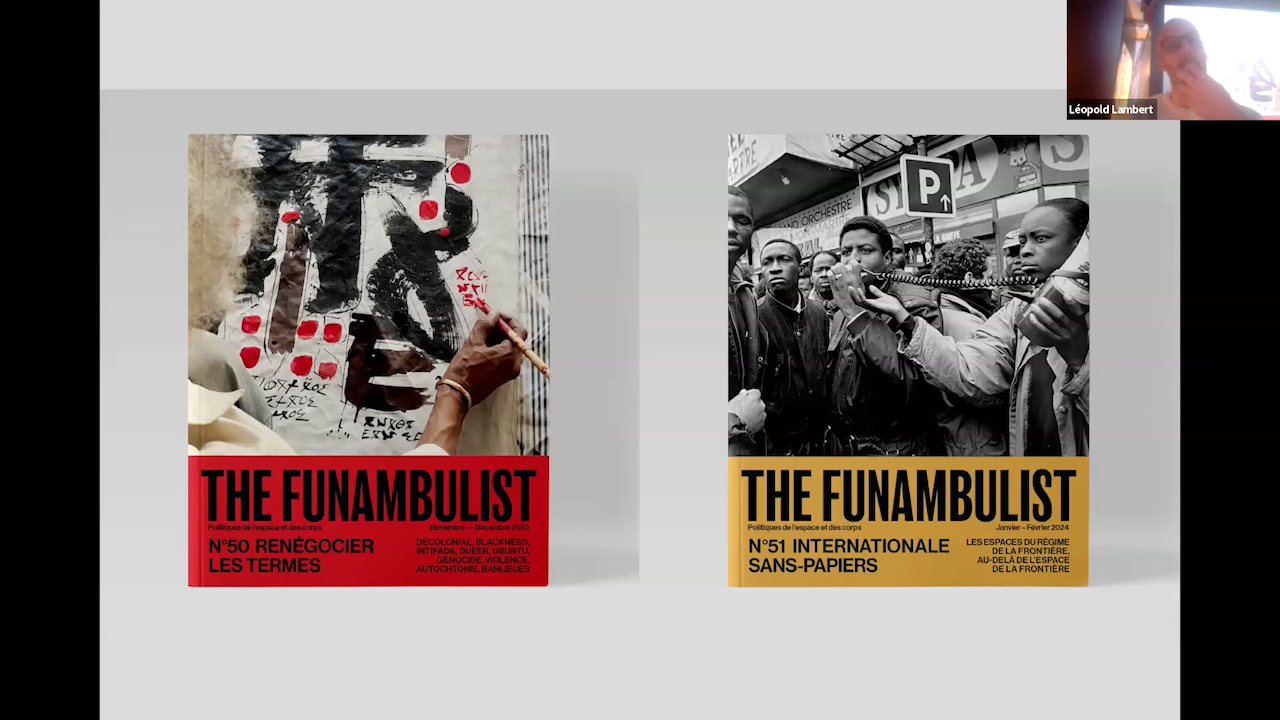 Léopold Lambert
THE FUNAMBULIST
Politiques de l'espace et des corps
Novembre — Décembre 2023
N°50 RENÉGOCIER
LES TERMES
DÉCOLONIAL, BLACKNESS,
INTIFADA, QUEER, UBUNTU,
GÉNOCIDE, VIOLENCE,
AUTOCHTONIE, BANLIEUES
P
GRAND ORCHESTRE
MONTMARTRE
THE FUNAMBULIST
Politiques de l'espace et des corps
Janvier – Février 2024
N°51 INTERNATIONALE
SANS-PAPIERS
LES ESPACES DU RÉGIME
DE LA FRONTIÈRE,
AU-DELÀ DE L'ESPACE
DE LA FRONTIÈRE